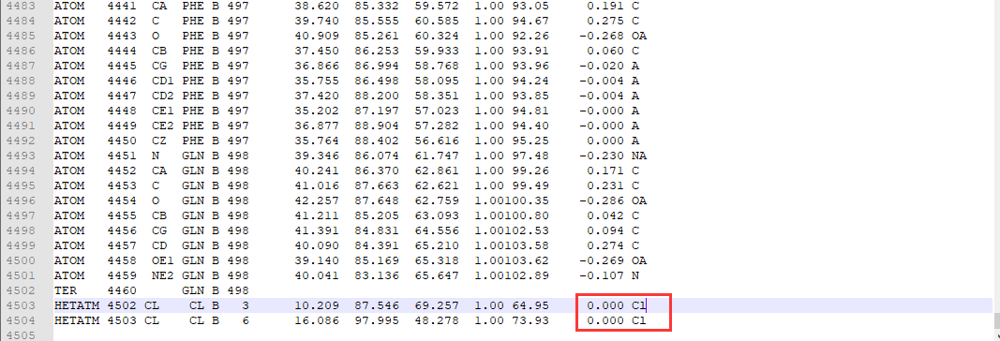 4483 ATOM 4441 CA PHE B 497 38.620 85.332 59.572 1.00 93.05 0.191 C
4484 ATOM 4442 C PHE B 497 39.740 85.555 60.585 1.00 94.67 0.275 C
4485 ATOM 4443 O PHE B 497 40.909 85.261 60.324 1.00 92.26 -0.268 OA
4486 ATOM 4444 CB PHE B 497 37.450 86.253 59.933 1.00 93.91 0.060 C
4487 ATOM 4445 CG PHE B 497 36.866 86.994 58.768 1.00 93.96 -0.020 A
4488 ATOM 4446 CD1 PHE B 497 35.755 86.498 58.095 1.00 94.24 -0.004 A
4489 ATOM 4447 CD2 PHE B 497 37.420 88.200 58.351 1.00 93.85 -0.004 A
4490 ATOM 4448 CE1 PHE B 497 35.202 87.197 57.023 1.00 94.81 -0.000 A
4491 ATOM 4449 CE2 PHE B 497 36.877 88.904 57.282 1.00 94.40 -0.000 A
4492 ATOM 4450 CZ PHE B 497 35.764 88.402 56.616 1.00 95.25 0.000 A
4493 ATOM 4451 N GLN B 498 39.346 86.074 61.747 1.00 97.48 -0.230 NA
4494 ATOM 4452 CA GLN B 498 40.241 86.370 62.861 1.00 99.26 0.171 C
4495 ATOM 4453 C GLN B 498 41.016 87.663 62.621 1.00 99.49 0.231 C
4496 ATOM 4454 O GLN B 498 42.257 87.648 62.759 1.00100.35 -0.286 OA
4497 ATOM 4455 CB GLN B 498 41.211 85.205 63.093 1.00100.80 0.042 C
4498 ATOM 4456 CG GLN B 498 41.391 84.831 64.556 1.00102.53 0.094 C
4499 ATOM 4457 CD GLN B 498 40.090 84.391 65.210 1.00103.58 0.274 C
4500 ATOM 4458 OE1 GLN B 498 39.140 85.169 65.318 1.00103.62 -0.269 OA
4501 ATOM 4459 NE2 GLN B 498 40.041 83.136 65.647 1.00102.89 -0.107 N
4502 TER 4460 GLN B 498
4503 HETATM 4502 CL CL B 3 10.209 87.546 69.257 1.00 64.95 0.000 Cl
4504 HETATM 4503 CL CL B 6 16.086 97.995 48.278 1.00 73.93 0.000 Cl
4505